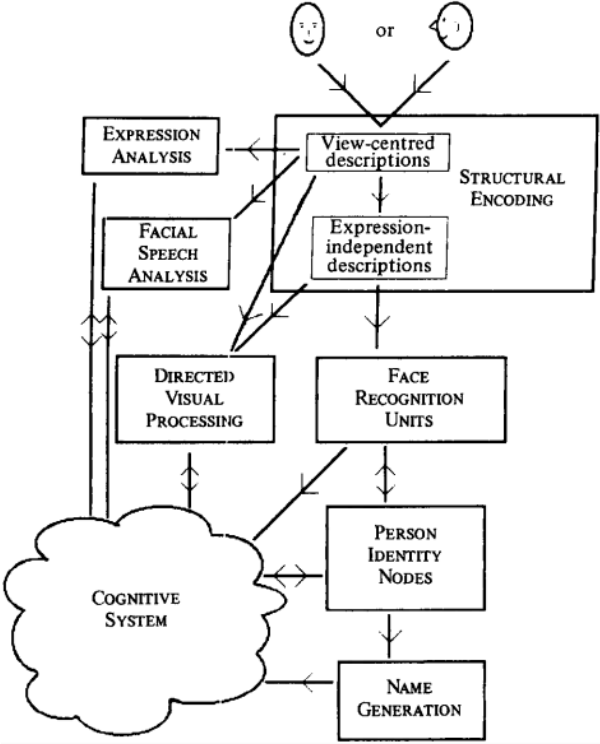 or
EXPRESSION
ANALYSIS
View-centred
descriptions
STRUCTURAL
ENCODING
FACIAL
SPEECH
ANALYSIS
Expression-
independent
descriptions
DIRECTED
VISUAL
PROCESSING
FACE
RECOGNITION
UNITS
COGNITIVE
SYSTEM
PERSON
IDENTITY
NODES
NAME
GENERATION